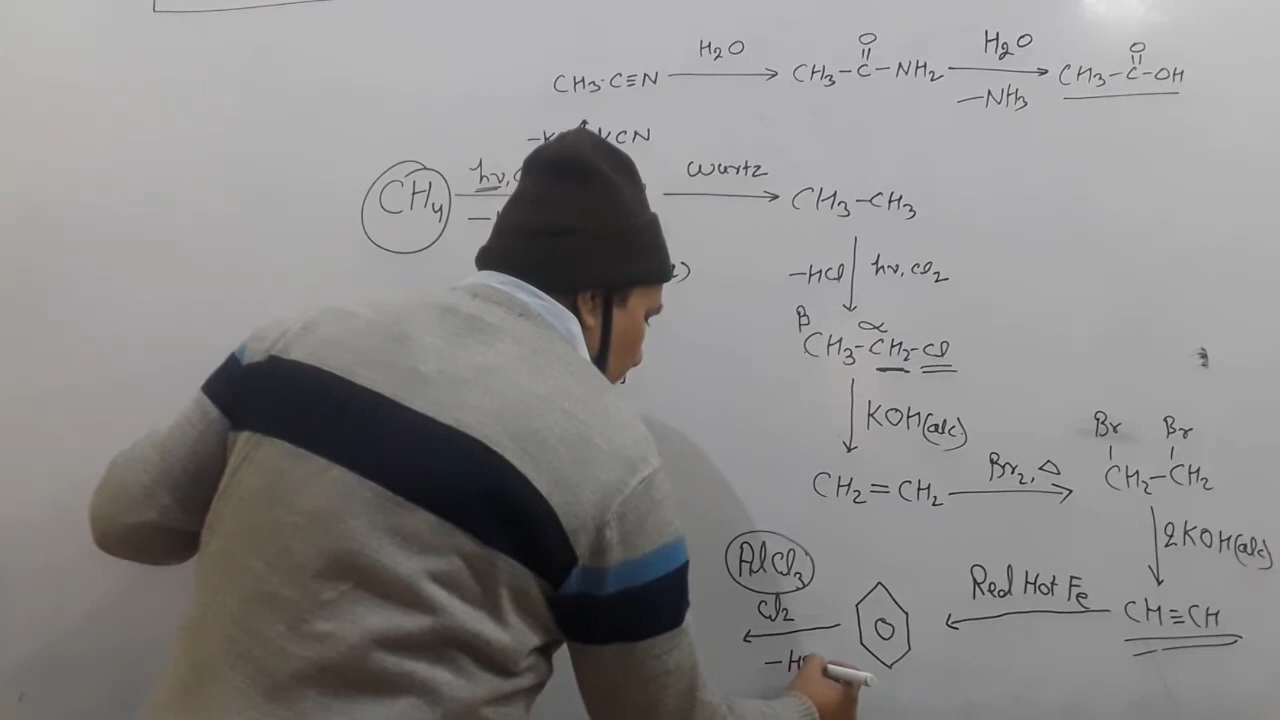 H₂O
O
H₂O
O
CH₃-C≡N → CH₃-C-NH₂ → CH₃-C-OH
-NH₃
CN
CH₄ hν, Wurtz → CH₃-CH₃
-HCl hν, Cl₂
β α
CH₃-CH₂-Cl
KOH(alc)
Br Br
CH₂=CH₂ Br₂, Δ → CH₂-CH₂
2KOH(alc)
AlCl₃
Cl₂ Red Hot Fe
CH≡CH
-H